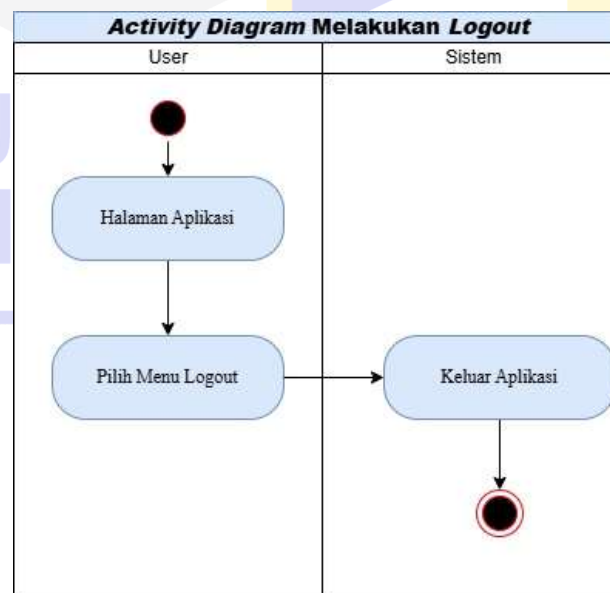 Activity Diagram Melakukan Logout
User
Sistem
Halaman Aplikasi
Pilih Menu Logout
Keluar Aplikasi